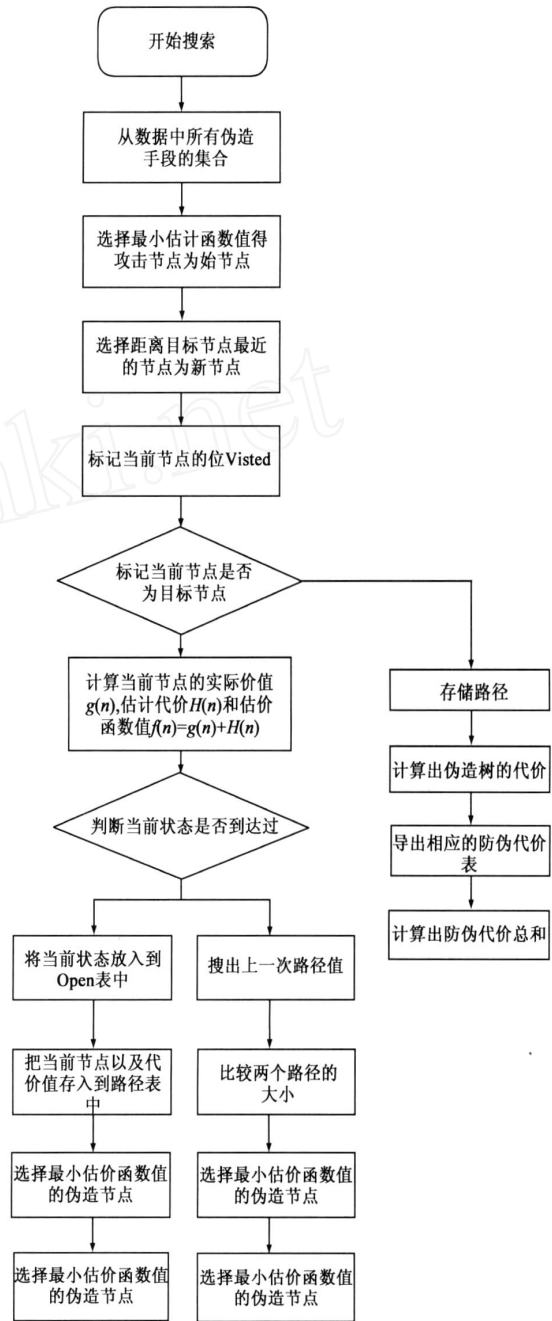 开始搜索
从数据中所有伪造
手段的集合
选择最小估计函数值得
攻击节点为始节点
选择距离目标节点最近
的节点为新节点
标记当前节点的位Visted
标记当前节点是否
为目标节点
计算当前节点的实际价值
g(n),估计代价H(n)和估价
函数值f(n)=g(n)+H(n)
判断当前状态是否到达过
将当前状态放入到
Open表中
把当前节点以及代
价值存入到路径表
中
选择最小估价函数值
的伪造节点
选择最小估价函数值
的伪造节点
搜出上一次路径值
比较两个路径的
大小
选择最小估价函数值
的伪造节点
选择最小估价函数值
的伪造节点
存储路径
计算出伪造树的代价
导出相应的防伪代价
表
计算出防伪代价总和
nki.net